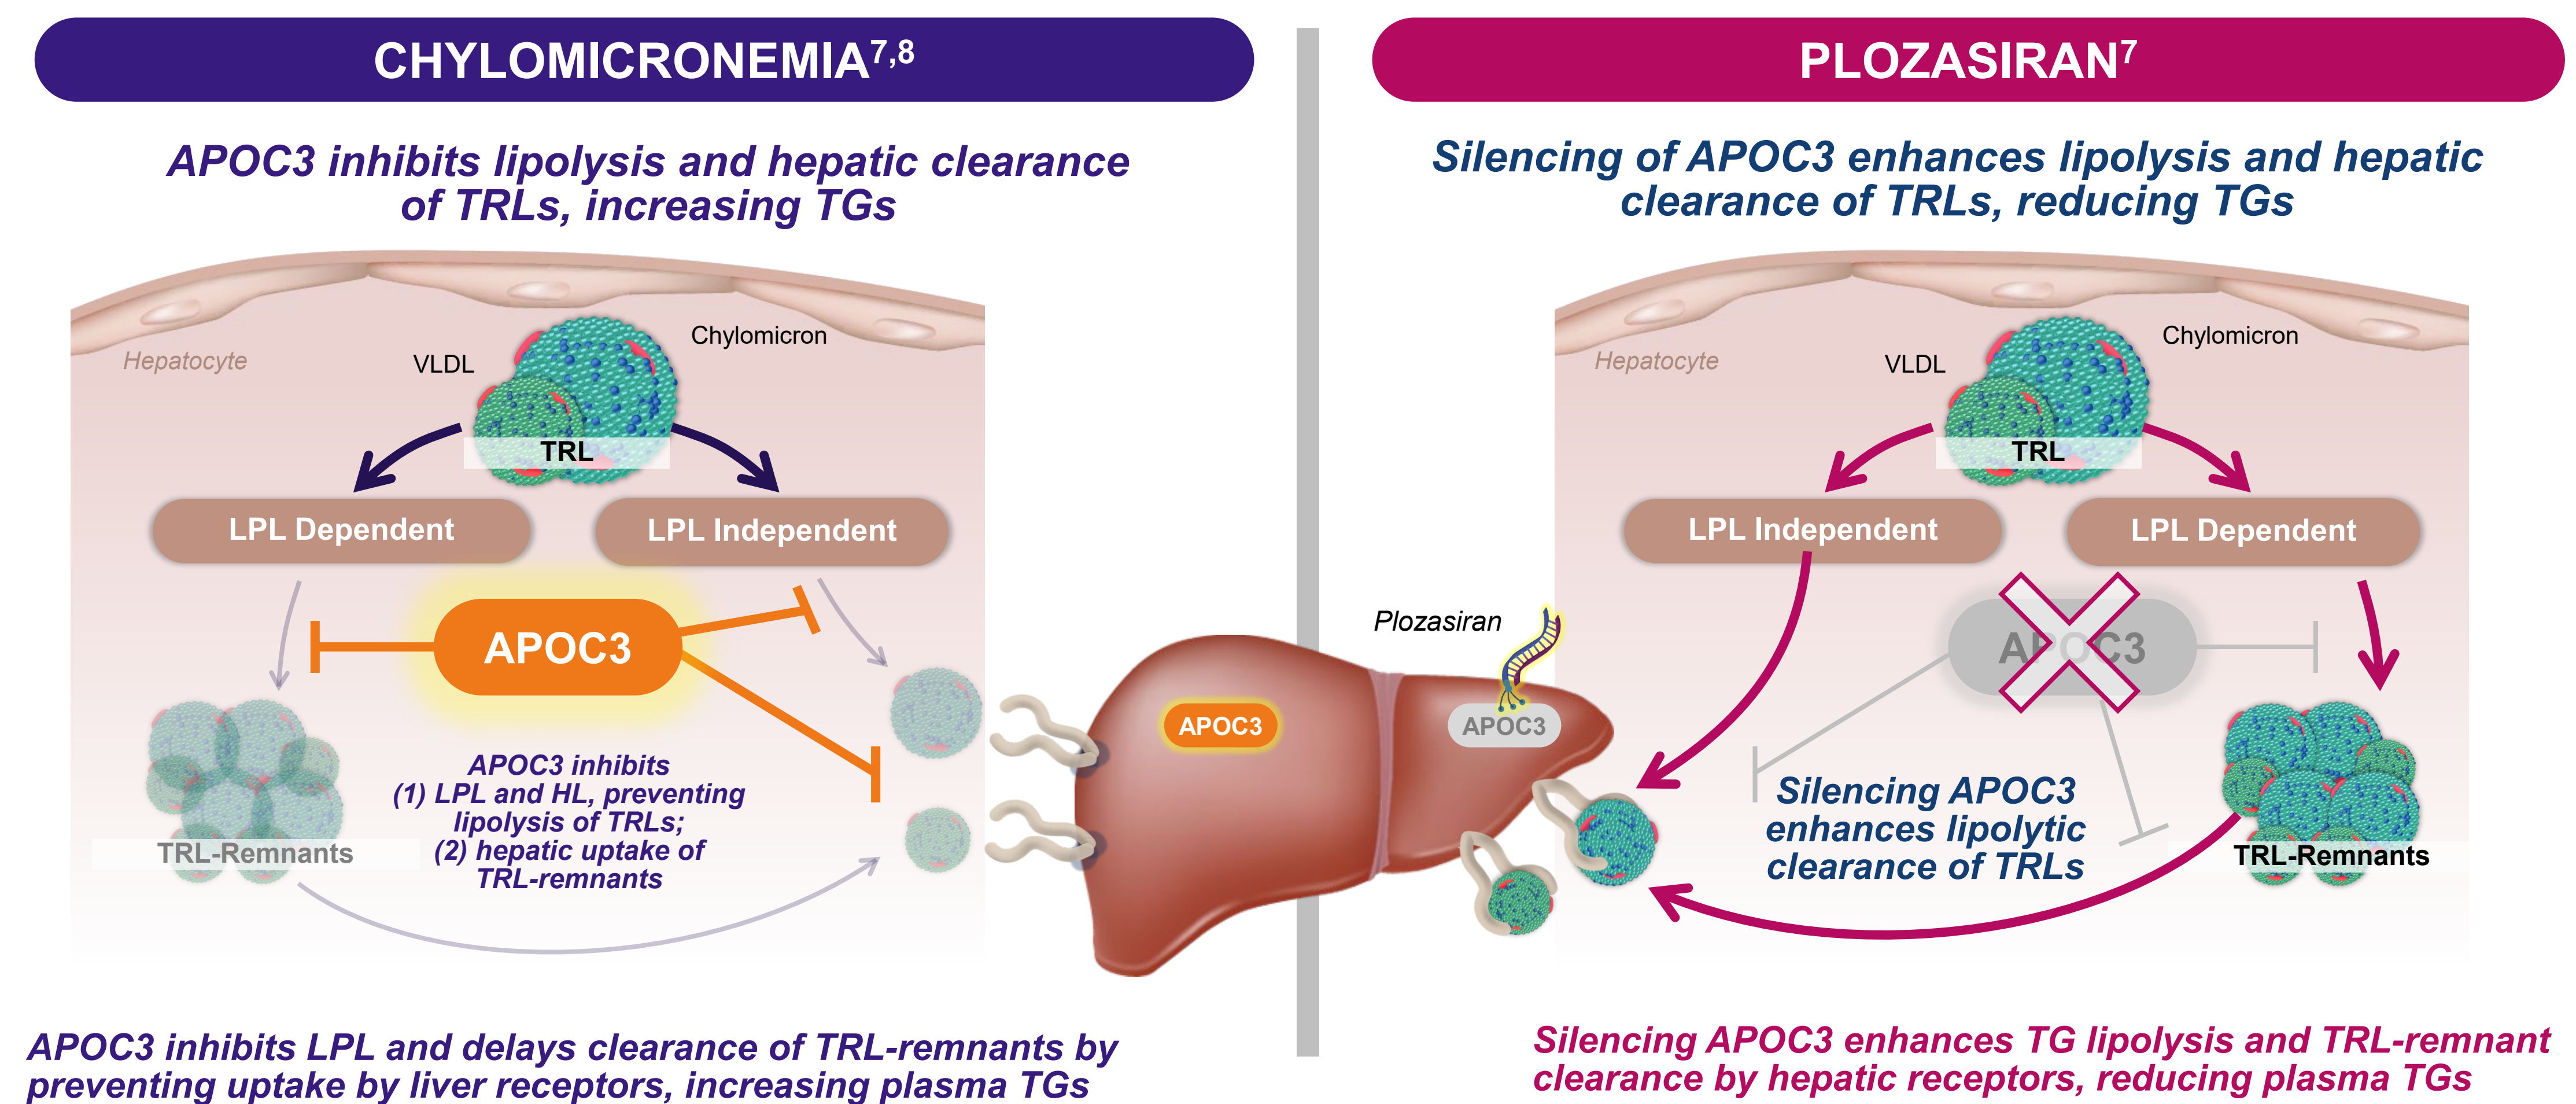 CHYLOMICRONEMIA7,8
APOC3 inhibits lipolysis and hepatic clearance
of TRLs, increasing TGs
Hepatocyte
VLDL
Chylomicron
TRL
LPL Dependent
LPL Independent
APOC3
APOC3 inhibits
(1) LPL and HL, preventing
lipolysis of TRLs;
(2) hepatic uptake of
TRL-remnants
TRL-Remnants
APOC3
APOC3 inhibits LPL and delays clearance of TRL-remnants by
preventing uptake by liver receptors, increasing plasma TGs
PLOZASIRAN7
Silencing of APOC3 enhances lipolysis and hepatic
clearance of TRLs, reducing TGs
Hepatocyte
VLDL
Chylomicron
TRL
LPL Independent
LPL Dependent
Plozasiran
APOC3
APOC3
Silencing APOC3
enhances lipolytic
clearance of TRLs
TRL-Remnants
Silencing APOC3 enhances TG lipolysis and TRL-remnant
clearance by hepatic receptors, reducing plasma TGs